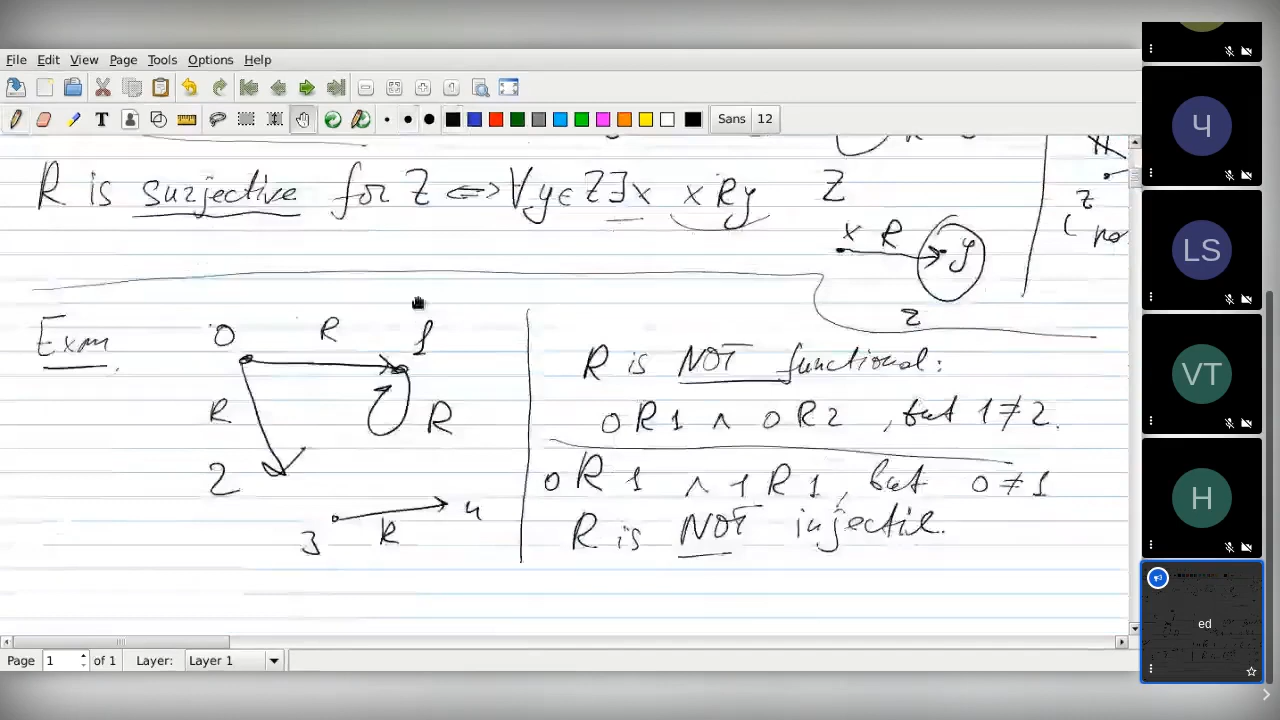 File Edit View Page Tools Options Help
Sans 12
R is surjective for Z <=> ∀y∈Z ∃x xRy
Z
x R y
z
z
Exm.
0 R 1
R
R
2
3 R 4
R is NOT functional:
0R1 ∧ 0R2, but 1≠2.
0R1 ∧ 1R1, but 0≠1
R is NOT injectie.
Ч
LS
VT
H
ed
Page 1 of 1 Layer: Layer 1